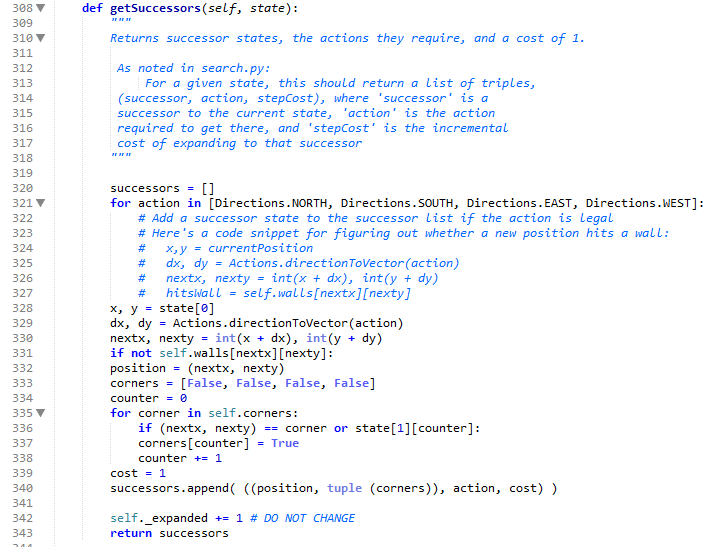 308 def getSuccessors(self, state):
309 """
310 Returns successor states, the actions they require, and a cost of 1.
311
312 As noted in search.py:
313 For a given state, this should return a list of triples,
314 (successor, action, stepCost), where 'successor' is a
315 successor to the current state, 'action' is the action
316 required to get there, and 'stepCost' is the incremental
317 cost of expanding to that successor
318 """
319
320 successors = []
321 for action in [Directions.NORTH, Directions.SOUTH, Directions.EAST, Directions.WEST]:
322 # Add a successor state to the successor list if the action is legal
323 # Here's a code snippet for figuring out whether a new position hits a wall:
324 #   x,y = currentPosition
325 #   dx, dy = Actions.directionToVector(action)
326 #   nextx, nexty = int(x + dx), int(y + dy)
327 #   hitsWall = self.walls[nextx][nexty]
328 x, y = state[0]
329 dx, dy = Actions.directionToVector(action)
330 nextx, nexty = int(x + dx), int(y + dy)
331 if not self.walls[nextx][nexty]:
332 position = (nextx, nexty)
333 corners = [False, False, False, False]
334 counter = 0
335 for corner in self.corners:
336 if (nextx, nexty) == corner or state[1][counter]:
337 corners[counter] = True
338 counter += 1
339 cost = 1
340 successors.append( ((position, tuple (corners)), action, cost) )
341
342 self._expanded += 1 # DO NOT CHANGE
343 return successors